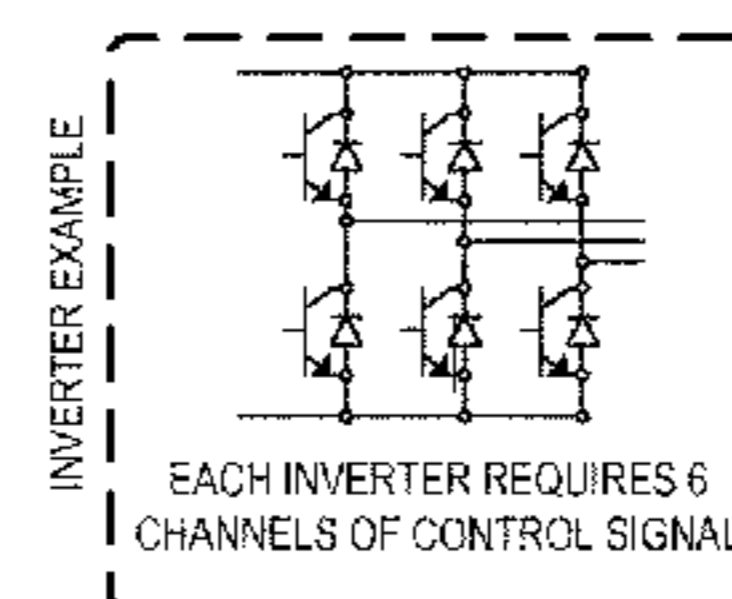 INVERTER EXAMPLE
EACH INVERTER REQUIRES 6
CHANNELS OF CONTROL SIGNAL